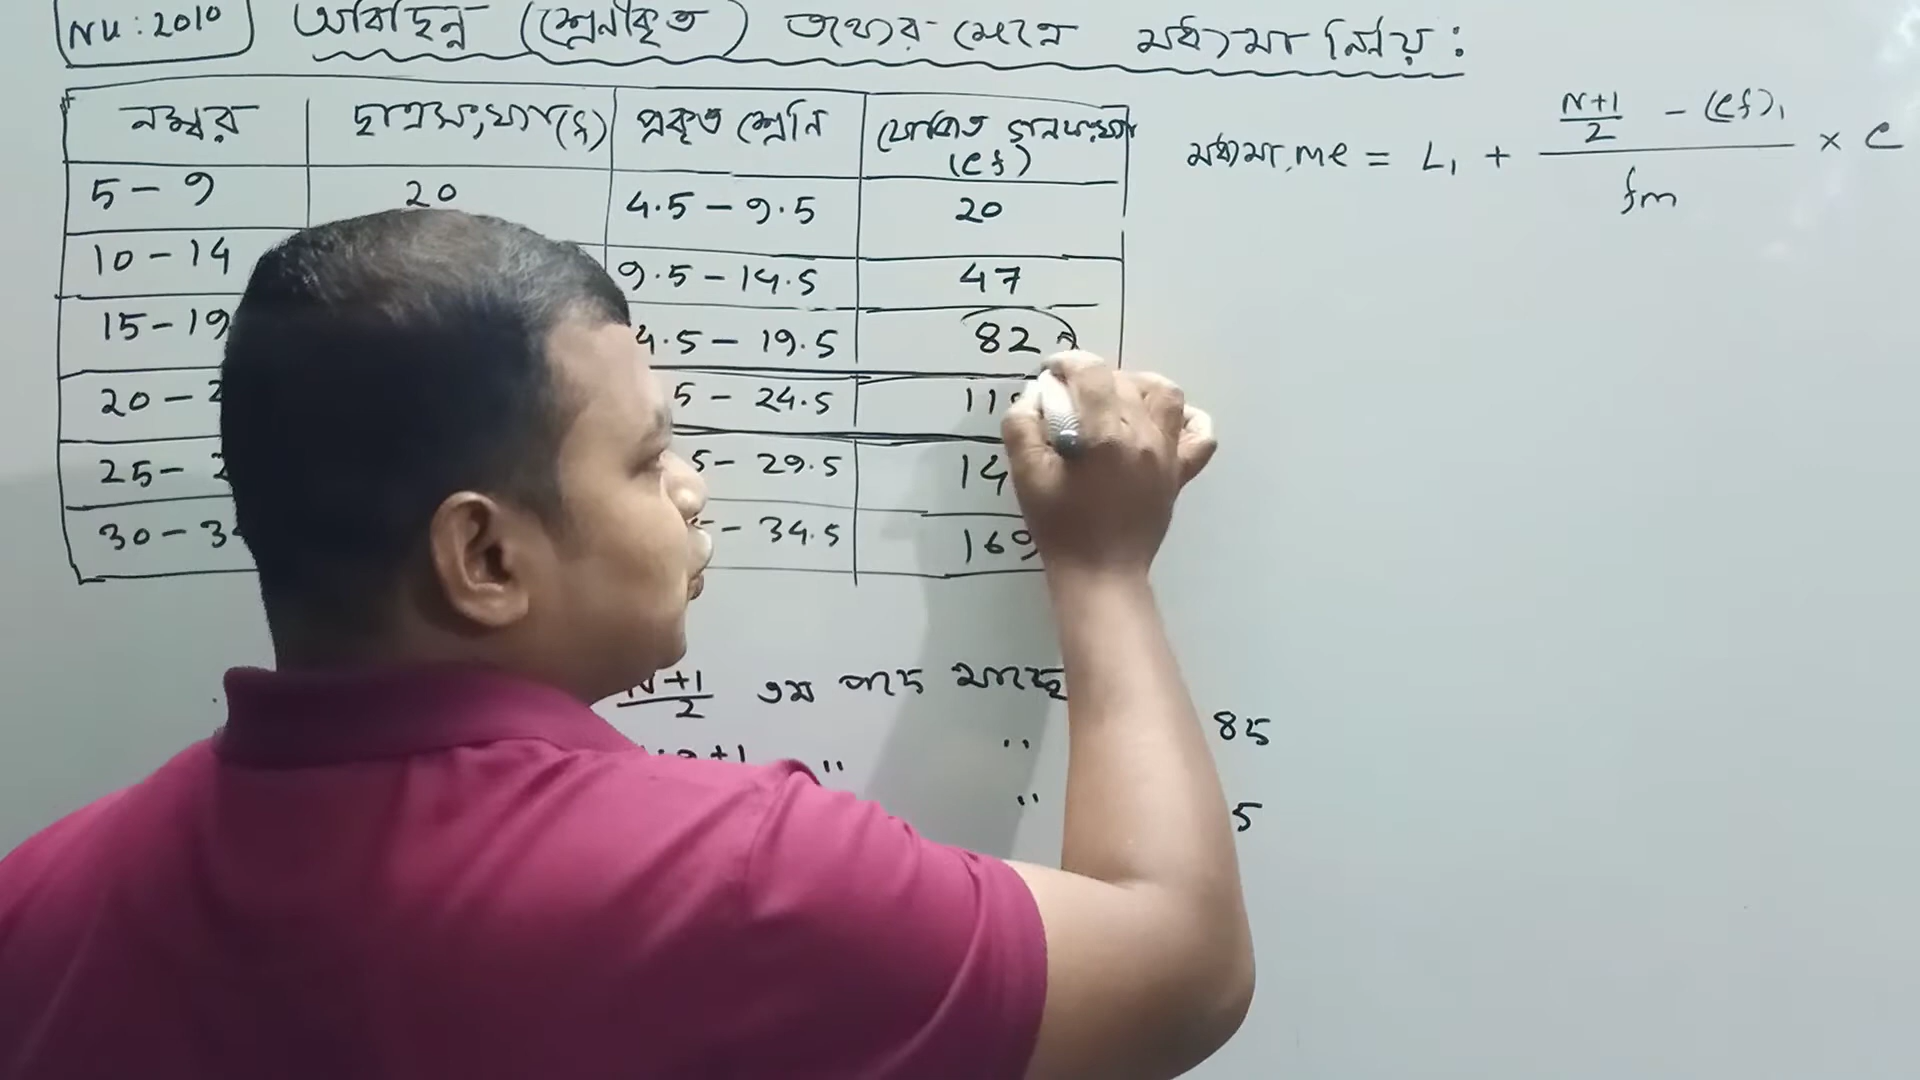 NU : 2010 অবিচ্ছিন্ন (শ্রেণীকৃত) তথ্যের মধ্যমা নির্ণয় :
নম্বর ছাত্রসংখ্যা (f) প্রকৃত শ্রেণি
(cf)
5 – 9 20 4.5 – 9.5 20
10 – 14 9.5 – 14.5 47
15 – 19 4.5 – 19.5 82
20 – 2 5 – 24.5 11
25 – 2 5 – 29.5 14
30 – 3 – 34.5 169
মধ্যমা, me = L₁ + (N+1)/2 – (cf)₁ / fm × c
N+1/2 তম পদে আছে
+1 " " 85
" 5